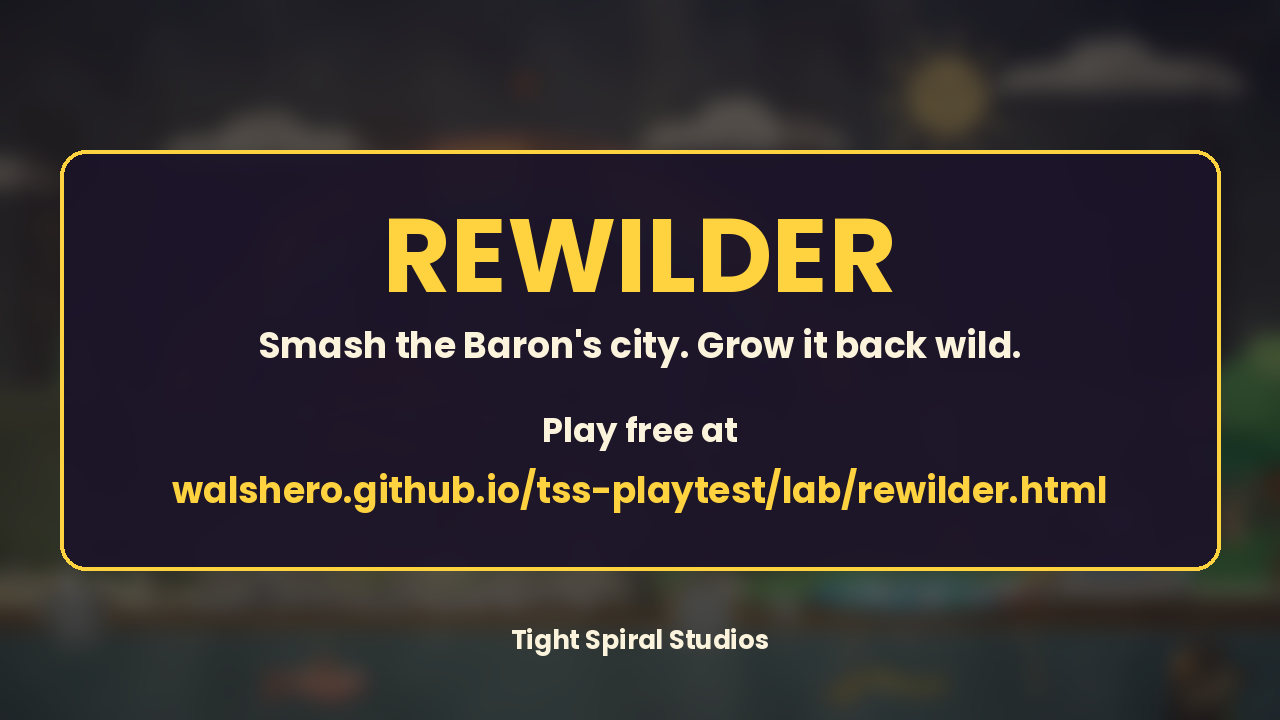 REWILDER
Smash the Baron's city. Grow it back wild.
Play free at
walshero.github.io/tss-playtest/lab/rewilder.html
Tight Spiral Studios